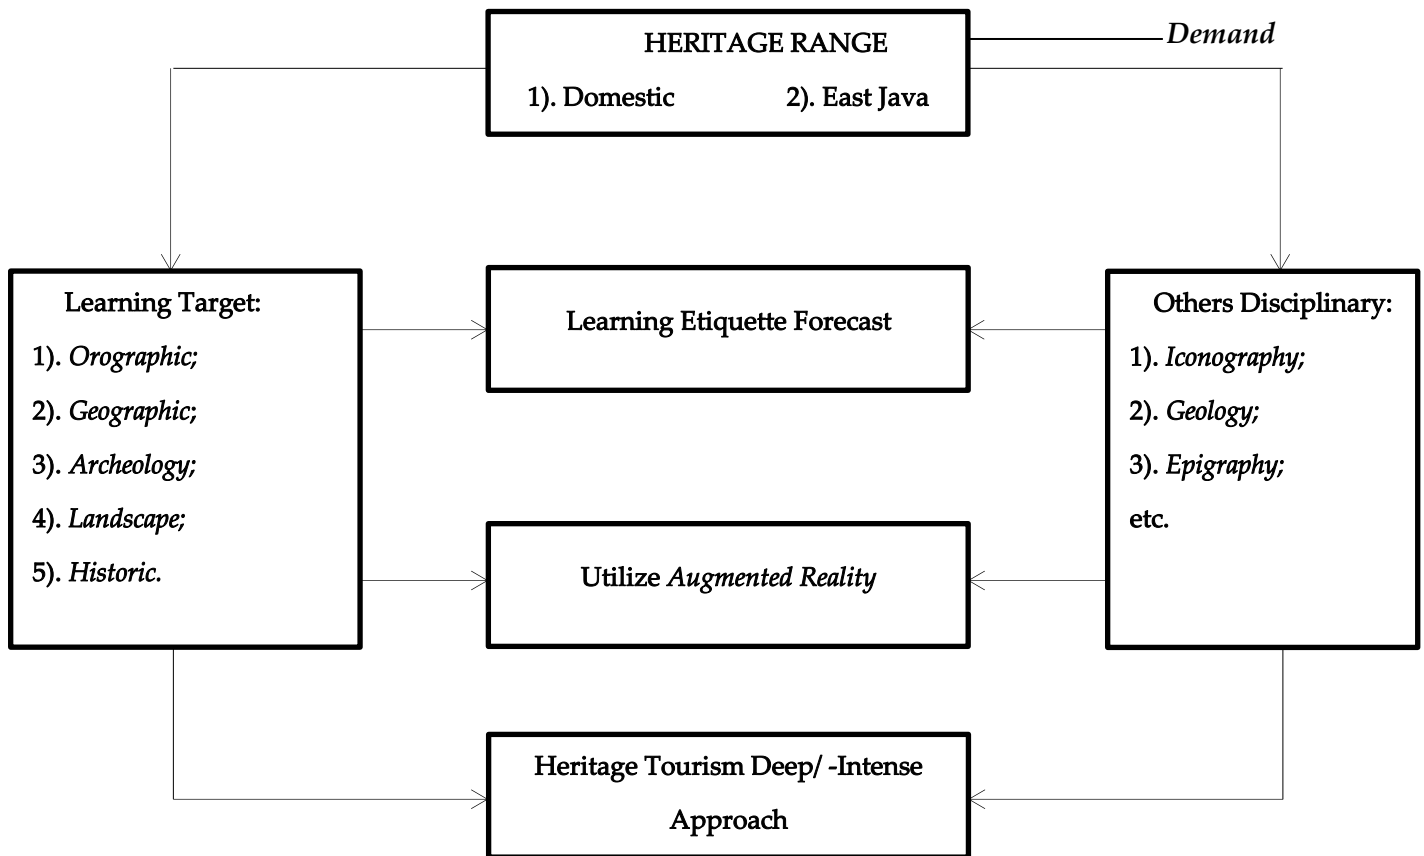 HERITAGE RANGE
Demand
1). Domestic 2). East Java
Learning Target:
1). Orographic;
2). Geographic;
3). Archeology;
4). Landscape;
5). Historic.
Learning Etiquette Forecast
Others Disciplinary:
1). Iconography;
2). Geology;
3). Epigraphy;
etc.
Utilize Augmented Reality
Heritage Tourism Deep/ -Intense
Approach